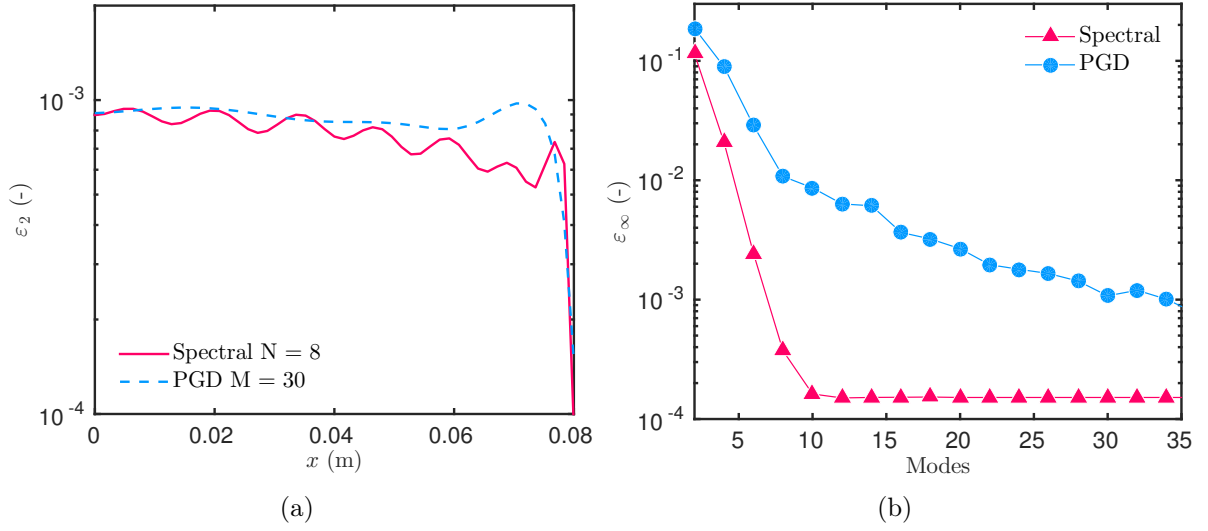 10^{-3}
10^{-4}
ε_2 (-)
Spectral N = 8
PGD M = 30
0 0.02 0.04 0.06 0.08
x (m)
(a)
10^{-1}
10^{-2}
10^{-3}
10^{-4}
ε_∞ (-)
Spectral
PGD
5 10 15 20 25 30 35
Modes
(b)